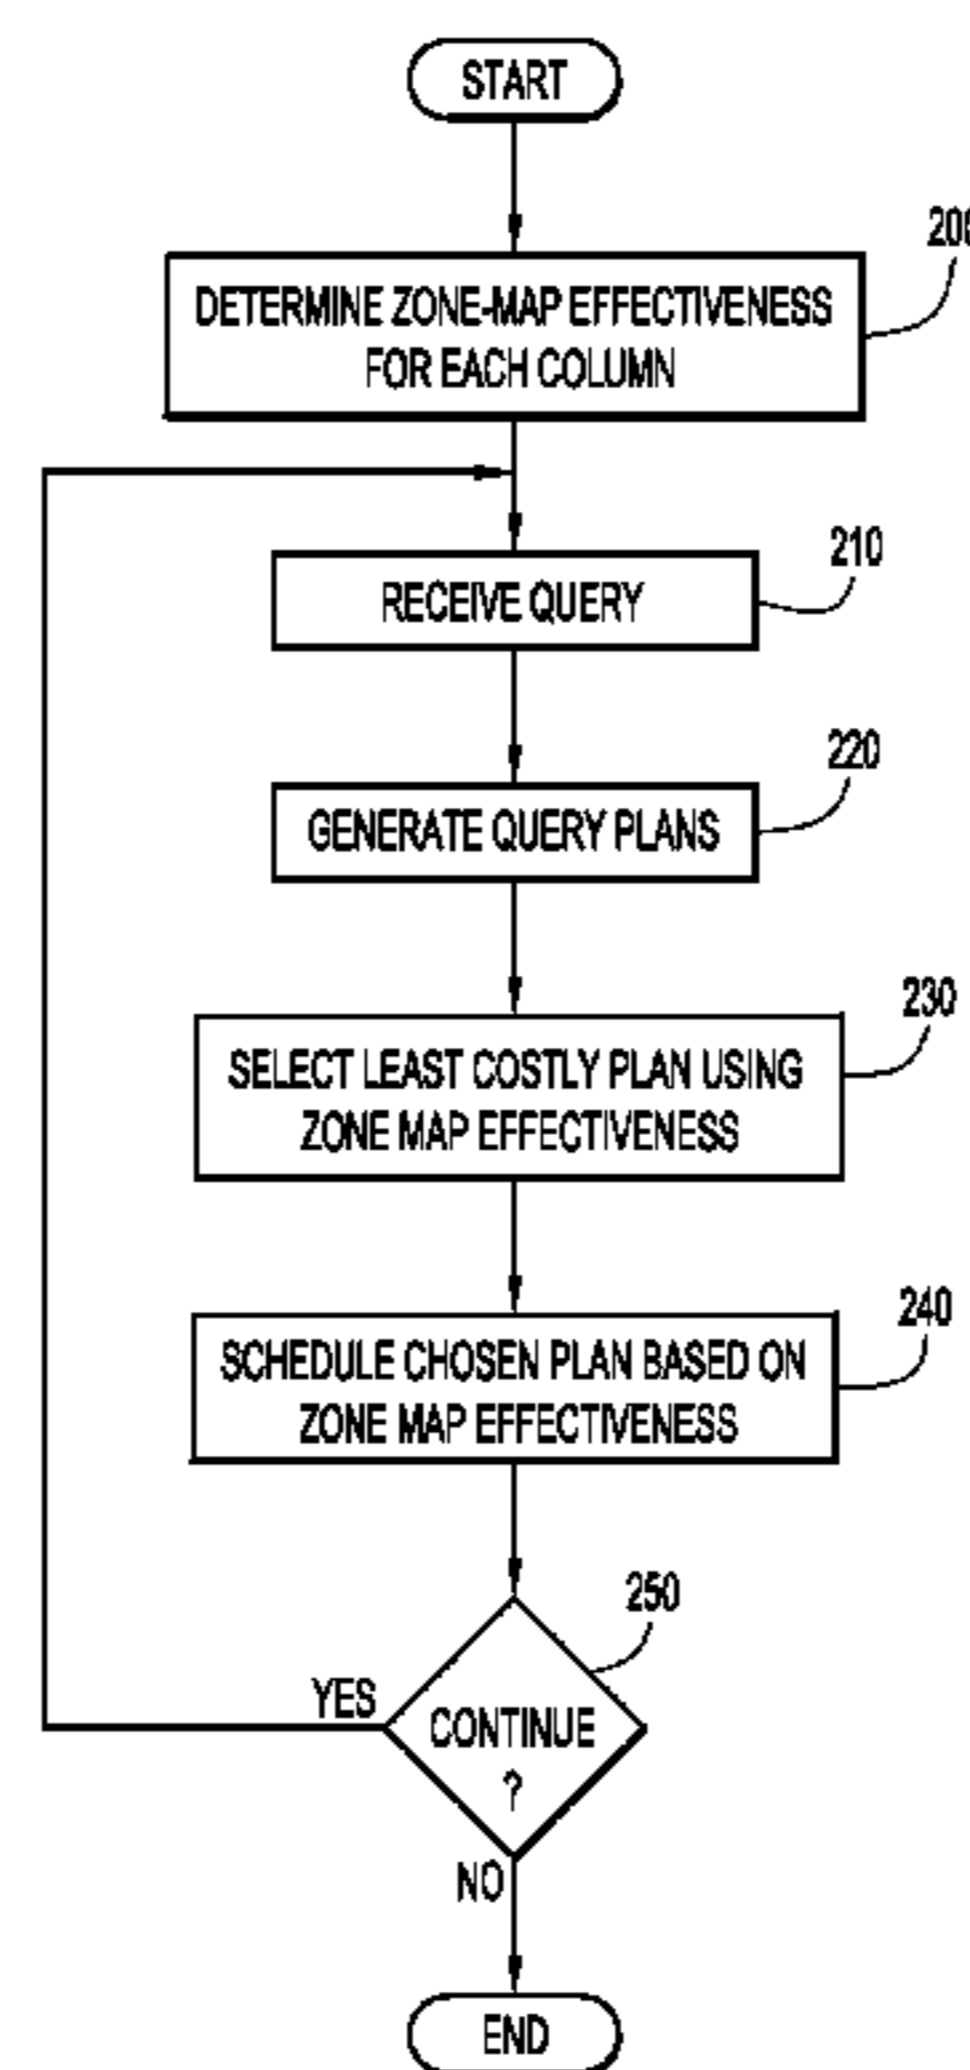 START
200
DETERMINE ZONE-MAP EFFECTIVENESS
FOR EACH COLUMN
210
RECEIVE QUERY
220
GENERATE QUERY PLANS
230
SELECT LEAST COSTLY PLAN USING
ZONE MAP EFFECTIVENESS
240
SCHEDULE CHOSEN PLAN BASED ON
ZONE MAP EFFECTIVENESS
250
YES
CONTINUE
?
NO
END